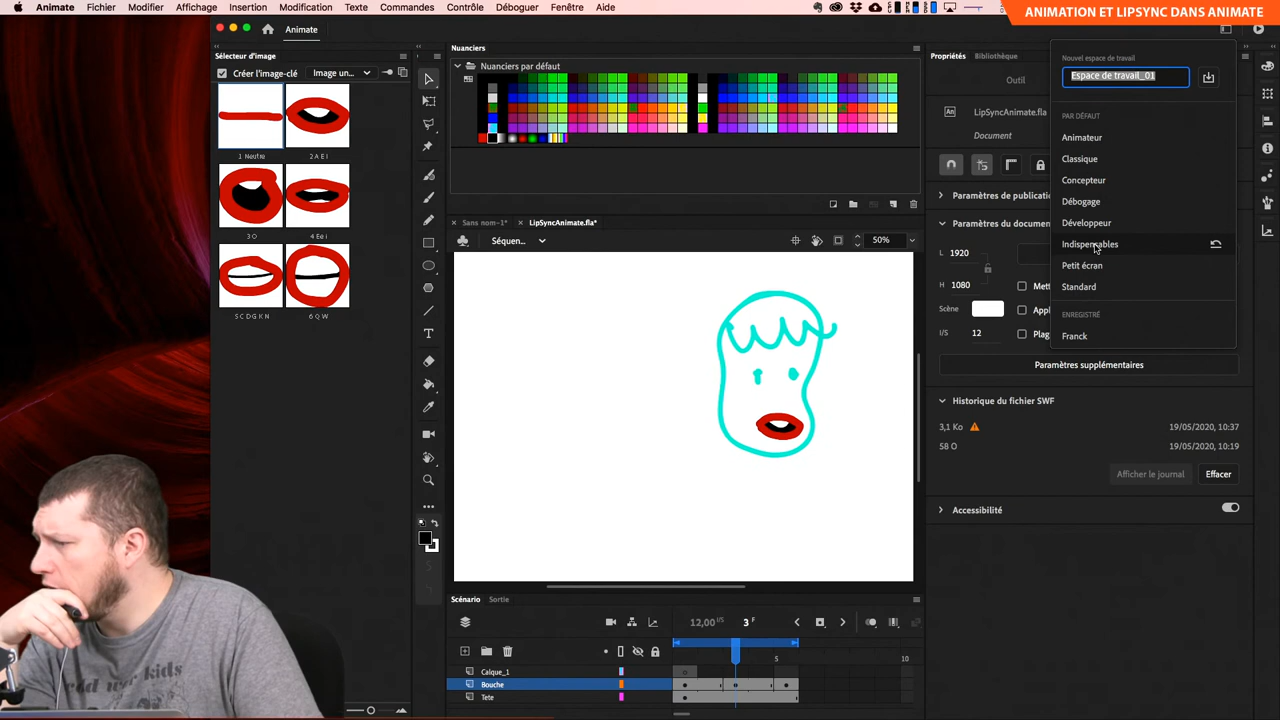 Animate Fichier Modifier Affichage Insertion Modification Texte Commandes Contrôle Déboguer Fenêtre Aide
ANIMATION ET LIPSYNC DANS ANIMATE
Animate
Sélecteur d'image
Créer l'image-clé Image un...
1 Neutre
2 A E I
3 O
4 E é i
5 C D G K N
6 Q W
Nuanciers
Nuanciers par défaut
Sans nom-1*
LipSyncAnimate.fla*
Séquen...
50%
Propriétés Bibliothèque
Outil
An LipSyncAnimate.fla
Document
Paramètres de publication
Paramètres du document
L 1920
H 1080
Scène
I/S 12
Paramètres supplémentaires
Historique du fichier SWF
3,1 Ko 19/05/2020, 10:37
58 O 19/05/2020, 10:19
Afficher le journal Effacer
Accessibilité
Nouvel espace de travail
Espace de travail_01
PAR DÉFAUT
Animateur
Classique
Concepteur
Débogage
Développeur
Indispensables
Petit écran
Standard
ENREGISTRÉ
Franck
Scénario Sortie
12,00 I/S 3 F
5 10
Calque_1
Bouche
Tete